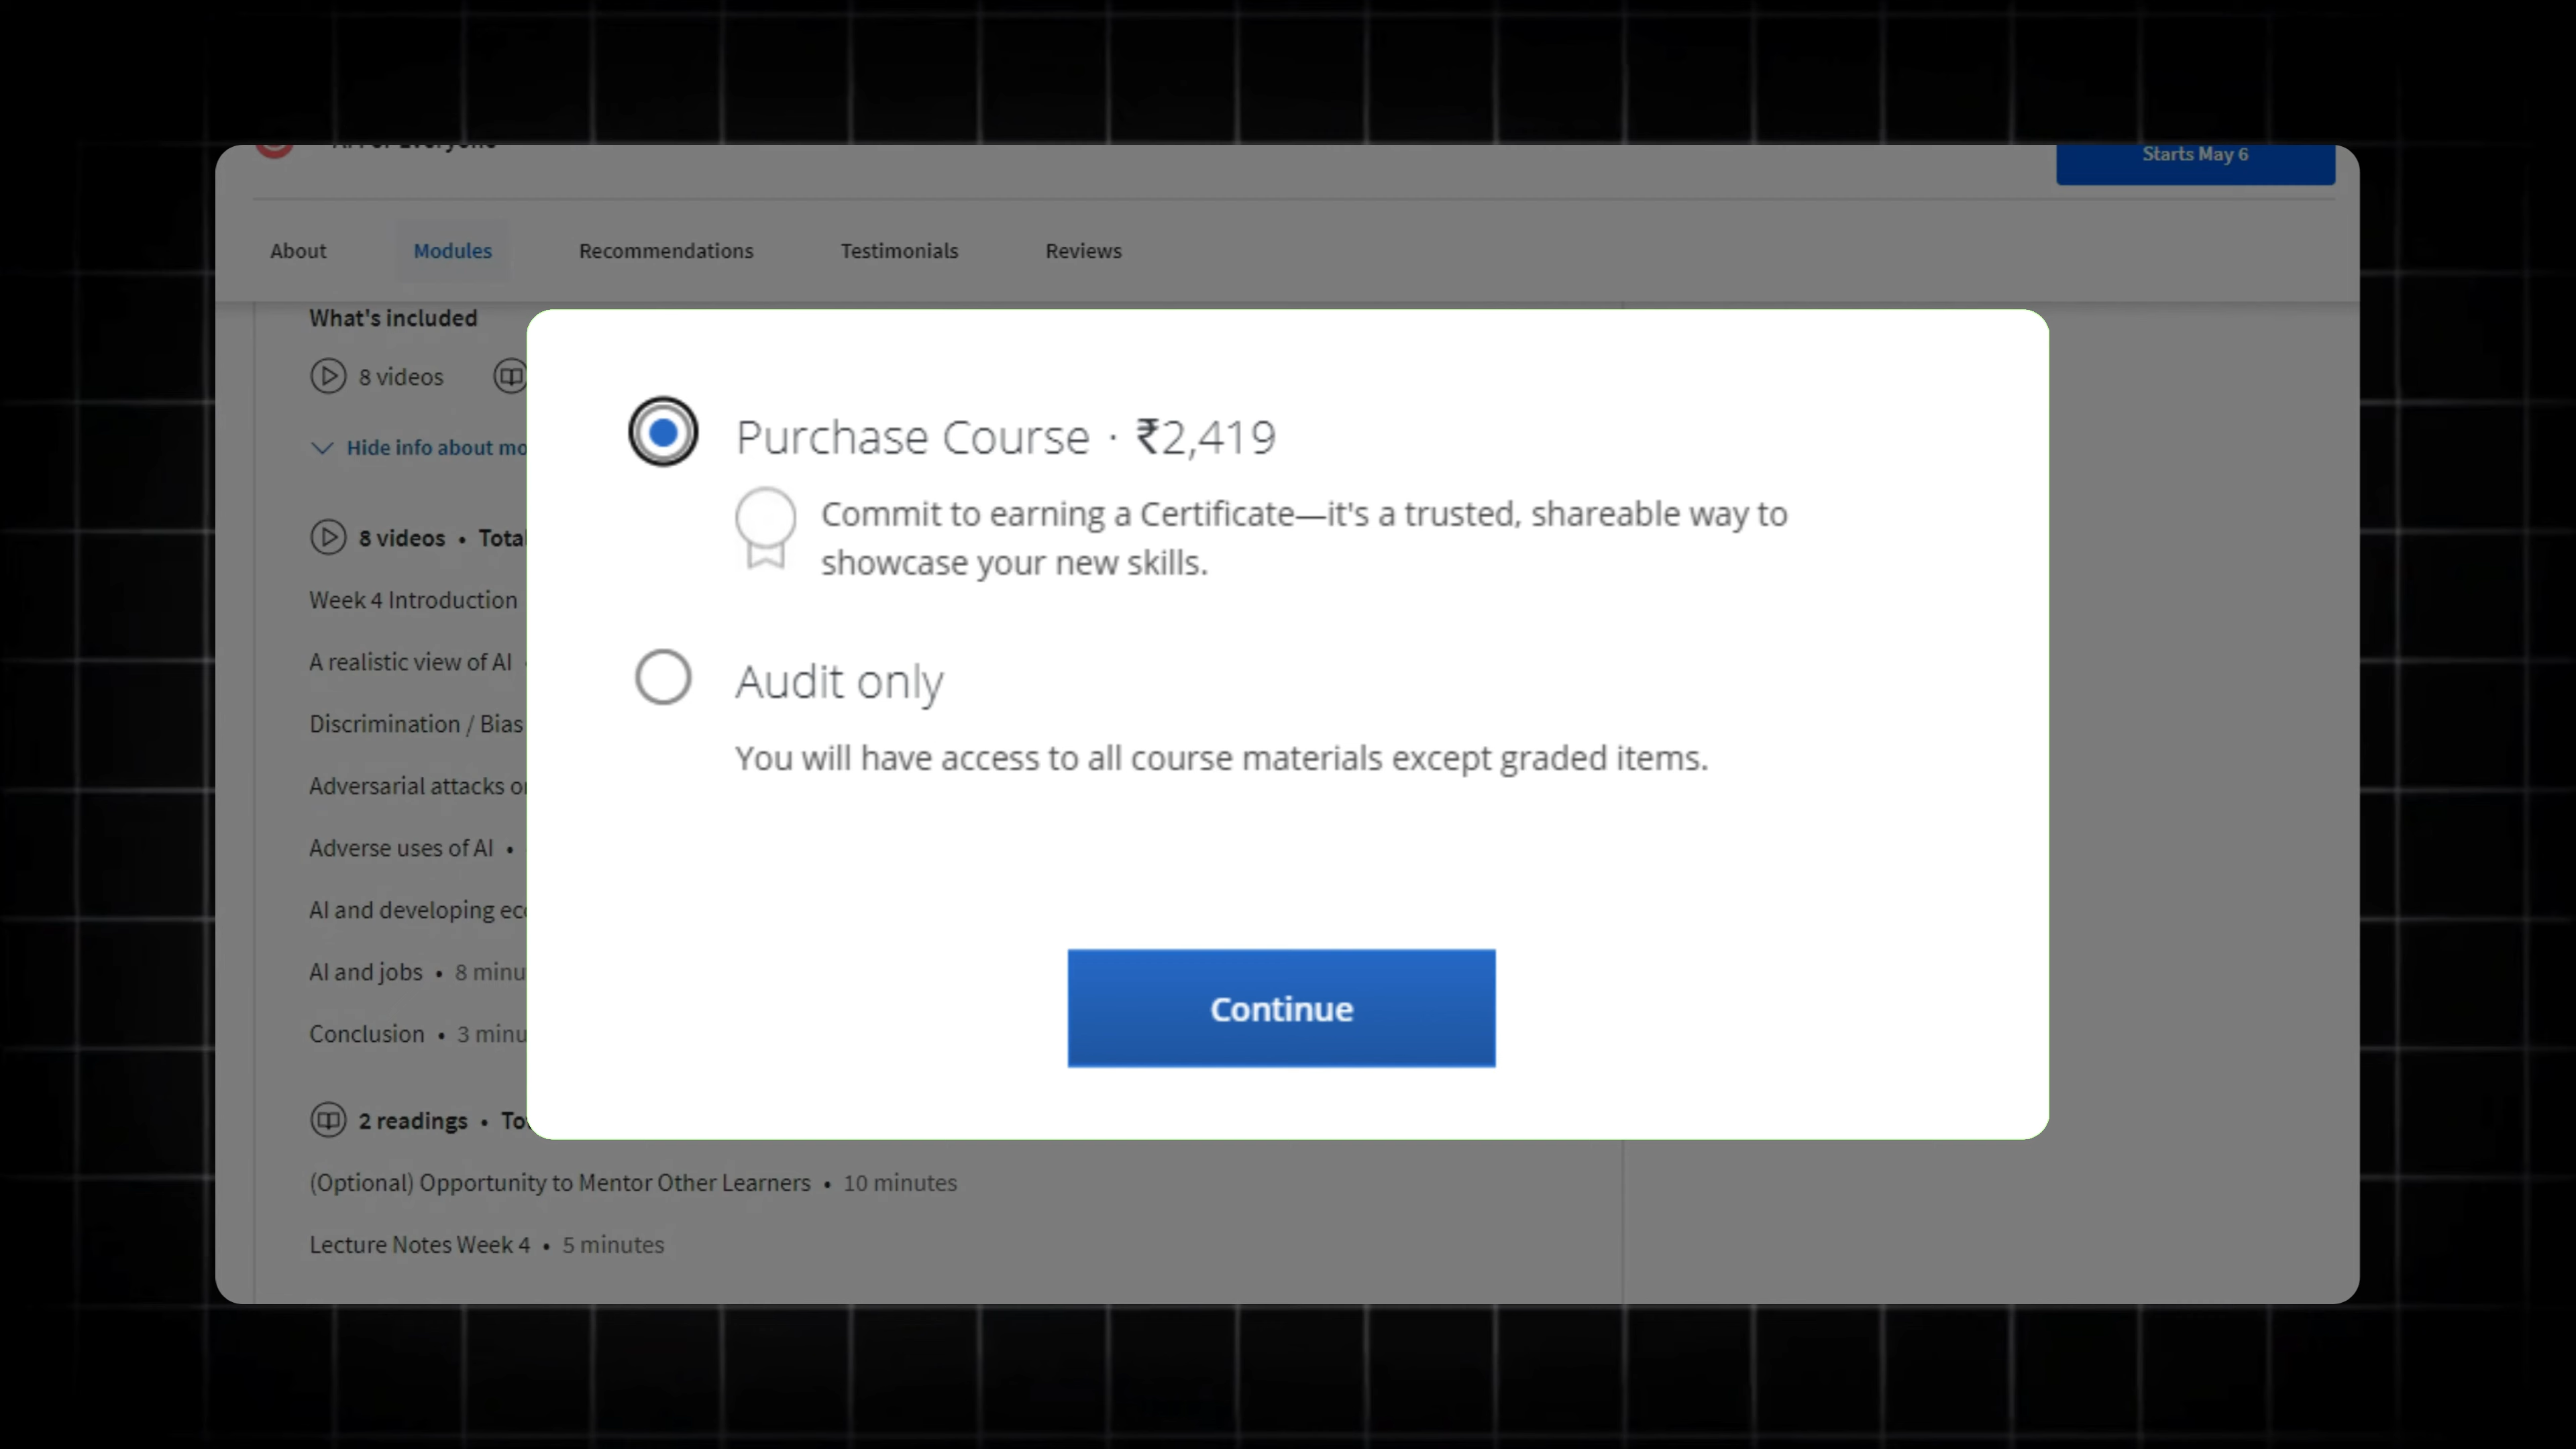 AI For Everyone
Starts May 6
About
Modules
Recommendations
Testimonials
Reviews
What's included
8 videos
Hide info about mo
8 videos • Total
Week 4 Introduction
A realistic view of AI •
Discrimination / Bias
Adversarial attacks
Adverse uses of AI •
AI and developing
AI and jobs • 8 minu
Conclusion • 3 minu
2 readings • To
(Optional) Opportunity to Mentor Other Learners • 10 minutes
Lecture Notes Week 4 • 5 minutes
Purchase Course · ₹2,419
Commit to earning a Certificate—it's a trusted, shareable way to
showcase your new skills.
Audit only
You will have access to all course materials except graded items.
Continue